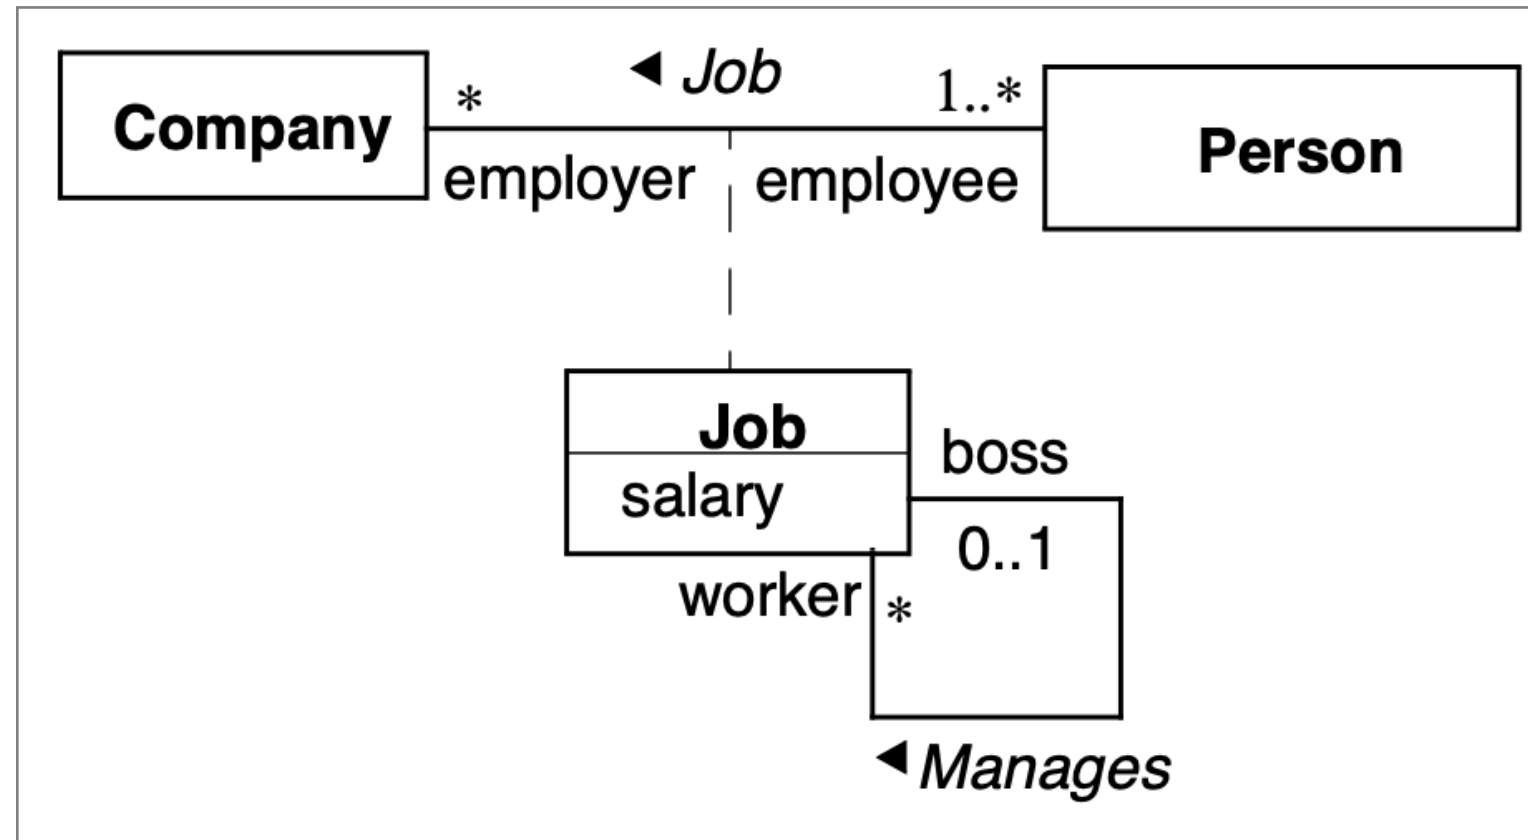 ◀ Job
* 1..*
Company
Person
employer employee
Job
boss
salary
0..1
worker
*
◀ Manages